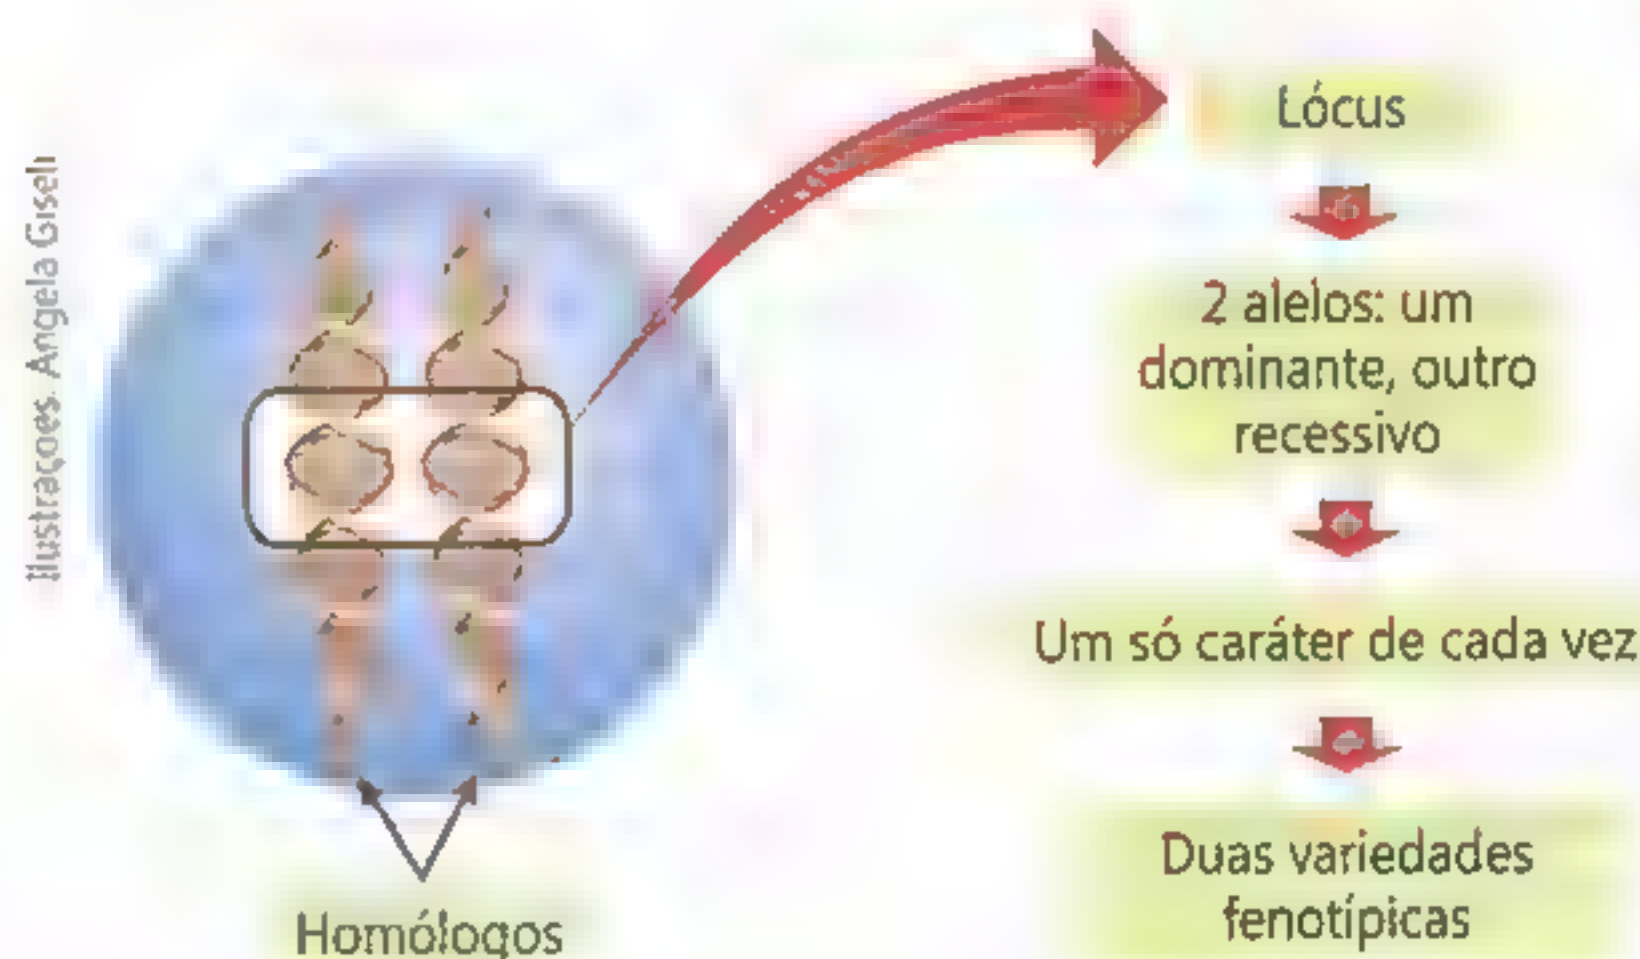 Ilustrações. Angela Giseli
Lócus
2 alelos: um
dominante, outro
recessivo
Um só caráter de cada vez
Duas variedades
fenotípicas
Homólogos